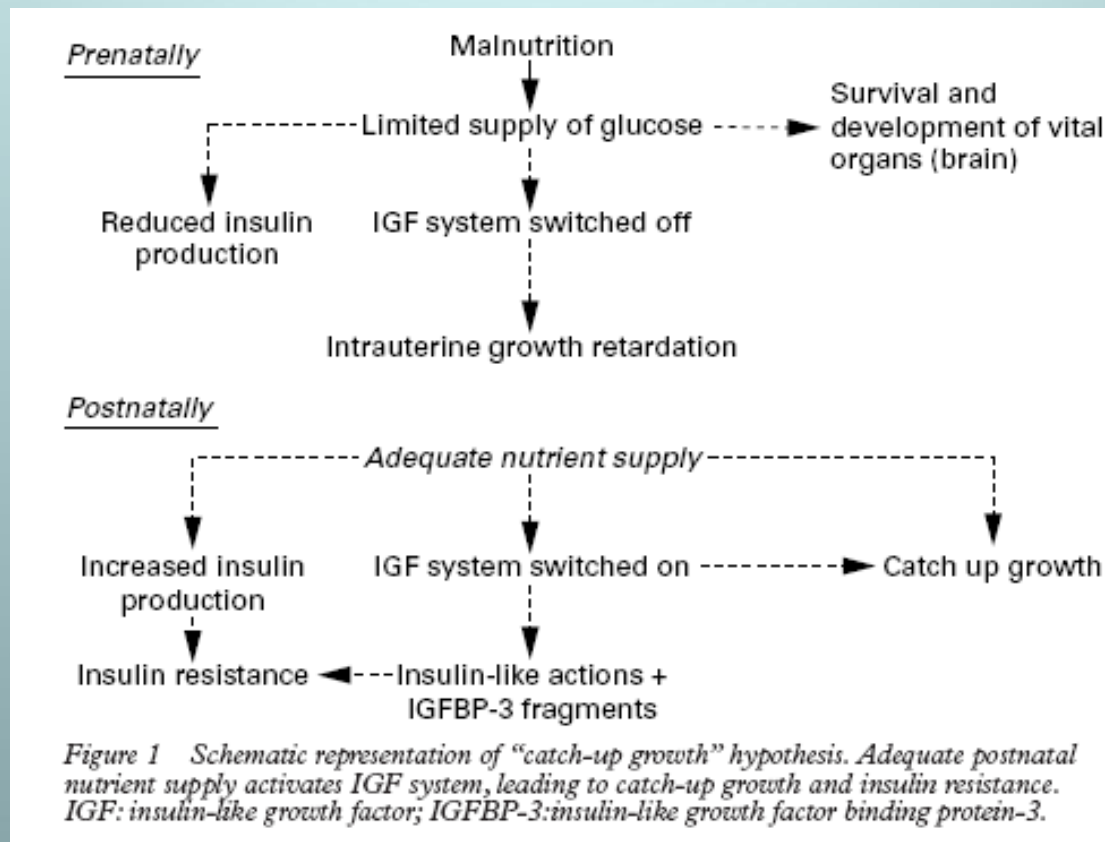 Prenatally
Malnutrition
Limited supply of glucose
Survival and
development of vital
organs (brain)
Reduced insulin
production
IGF system switched off
Intrauterine growth retardation
Postnatally
Adequate nutrient supply
Increased insulin
production
IGF system switched on
Catch up growth
Insulin resistance
Insulin-like actions +
IGFBP-3 fragments
Figure 1 Schematic representation of “catch-up growth” hypothesis. Adequate postnatal
nutrient supply activates IGF system, leading to catch-up growth and insulin resistance.
IGF: insulin-like growth factor; IGFBP-3:insulin-like growth factor binding protein-3.